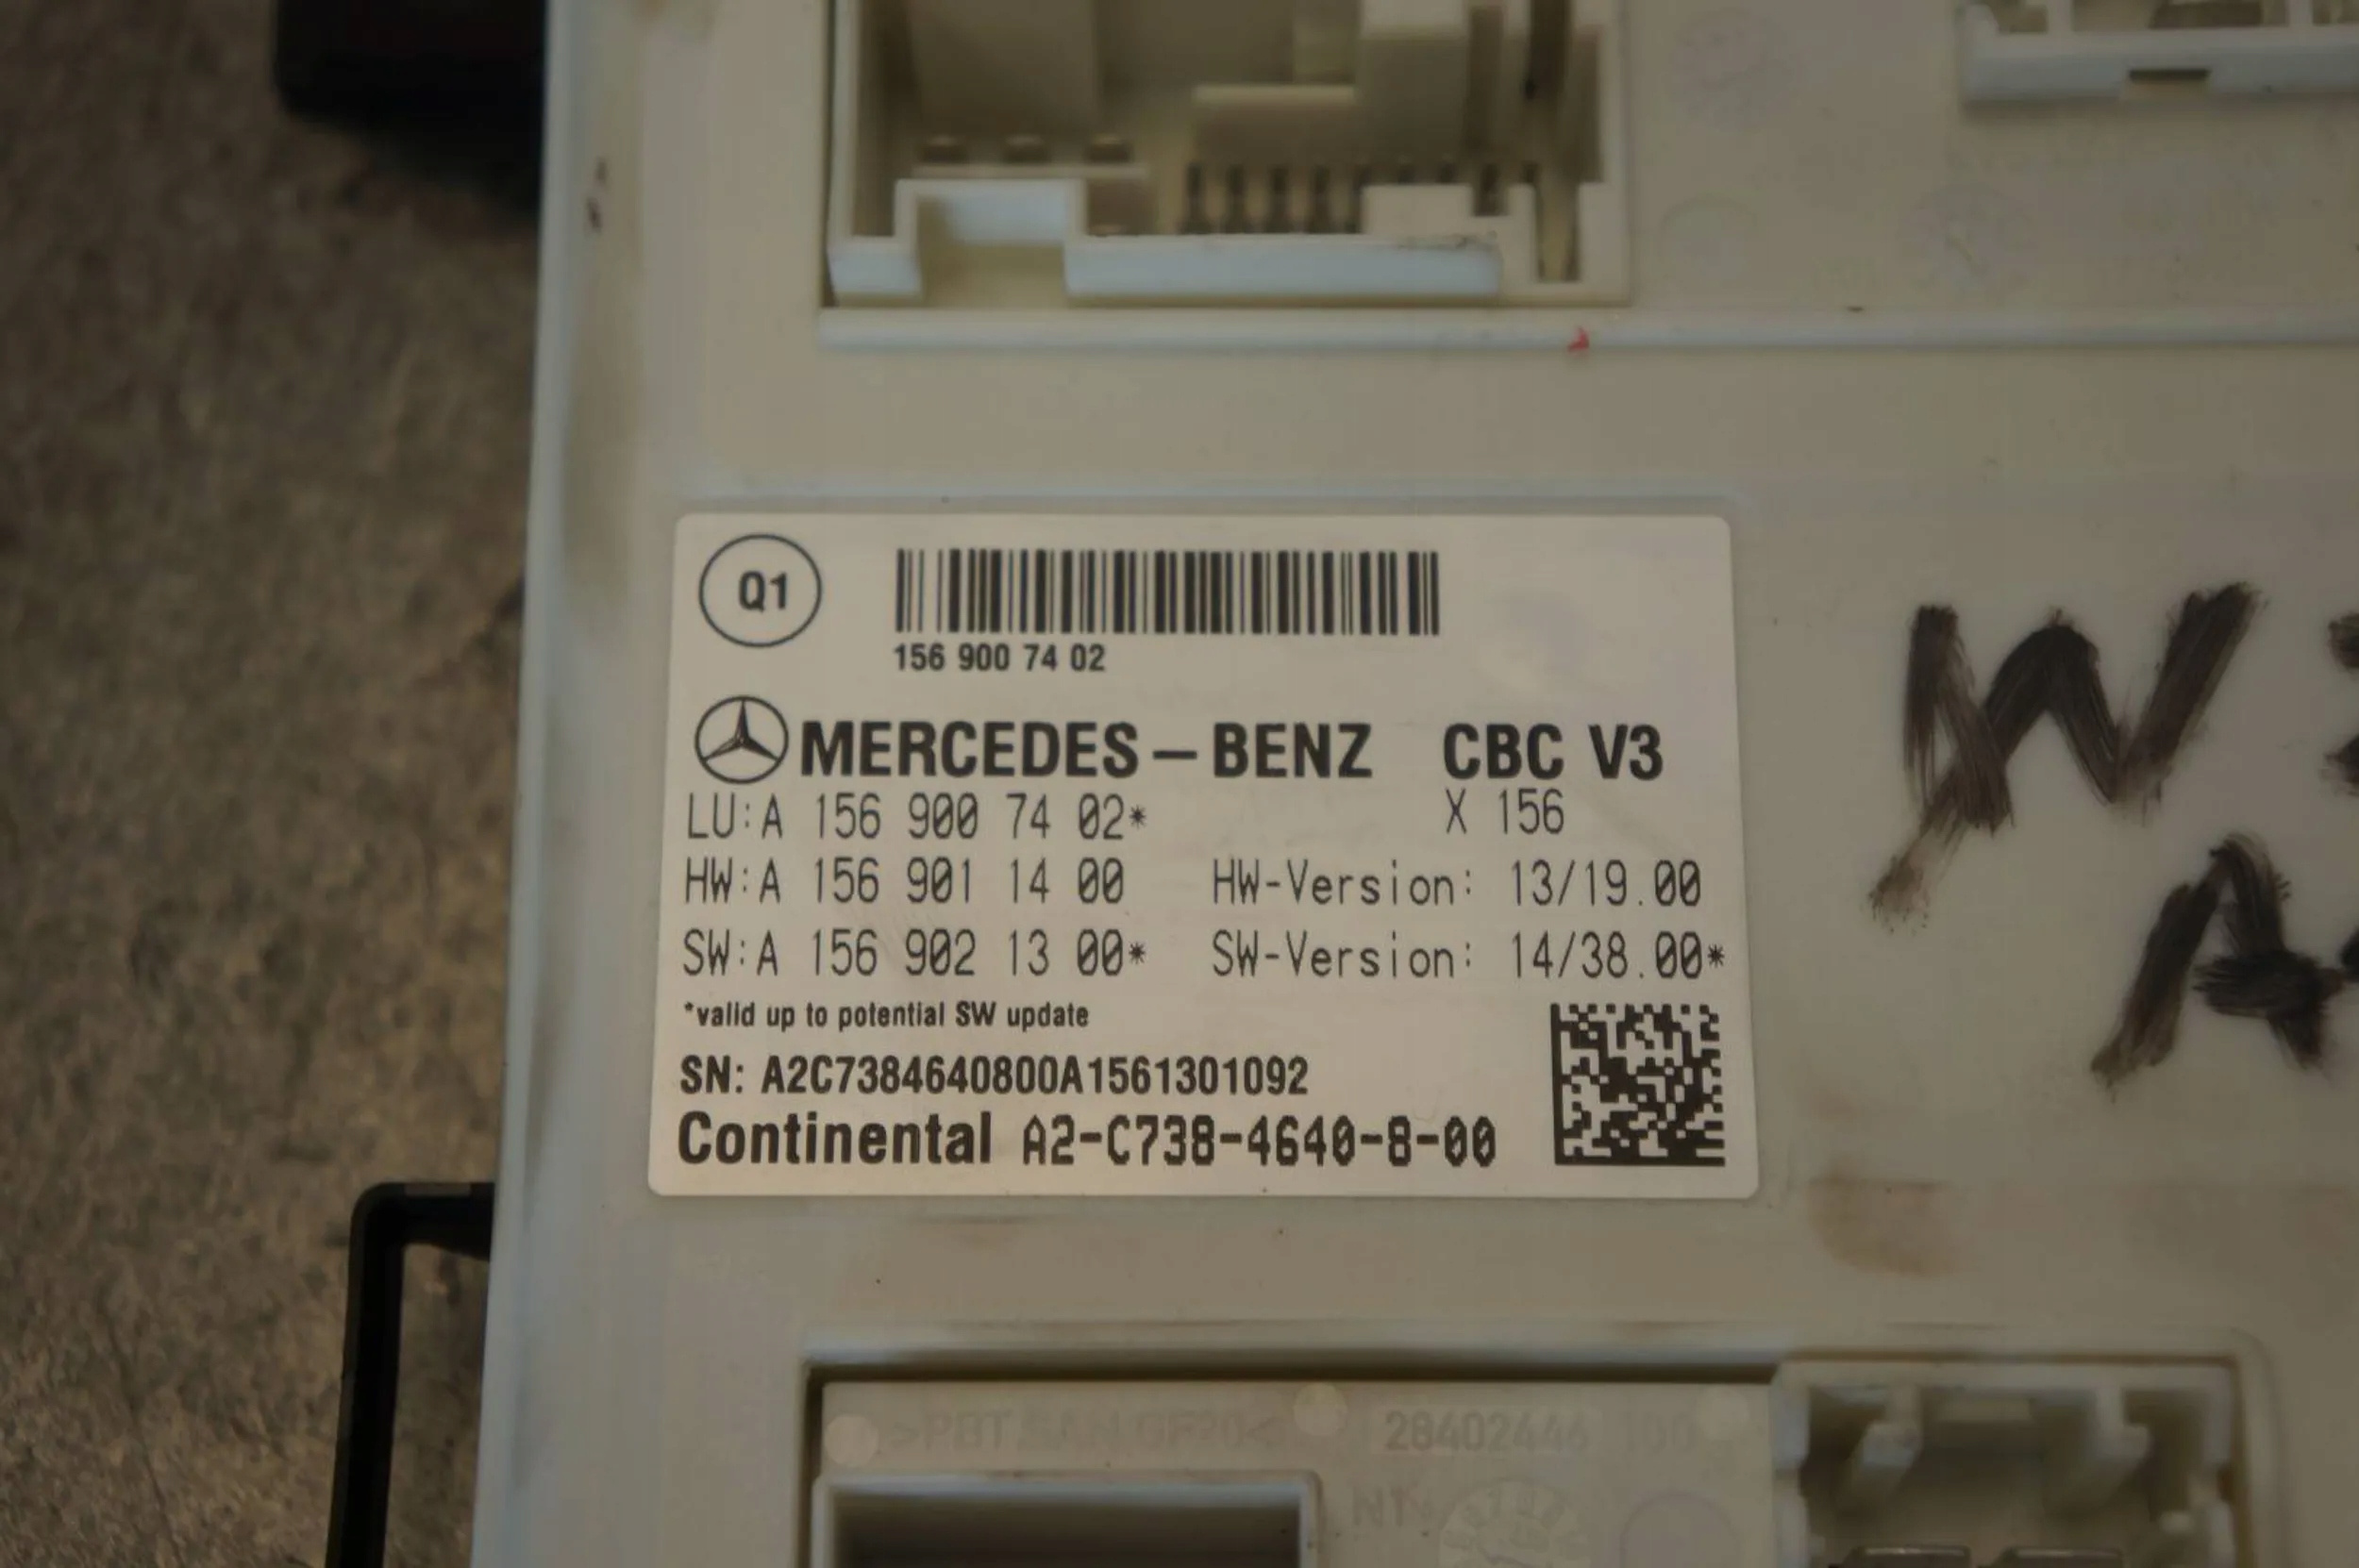 Q1
156 900 74 02
MERCEDES-BENZ CBC V3
LU:A 156 900 74 02* X 156
HW:A 156 901 14 00 HW-Version: 13/19.00
SW:A 156 902 13 00* SW-Version: 14/38.00*
*valid up to potential SW update
SN: A2C7384640800A1561301092
Continental A2-C738-4640-8-00
W
A
28402446